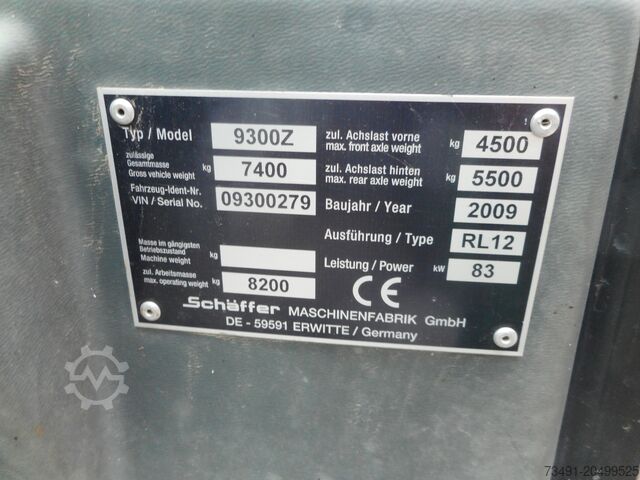 Typ / Model 9300Z
zulässige
Gesamtmasse
Gross vehicle weight kg 7400
Fahrzeug-Ident-Nr.
VIN / Serial No. 09300279
Masse im gängigsten
Betriebszustand
Machine weight kg
zul. Arbeitsmasse
max. operating weight kg 8200
zul. Achslast vorne
max. front axle weight kg 4500
zul. Achslast hinten
max. rear axle weight kg 5500
Baujahr / Year 2009
Ausführung / Type RL12
Leistung / Power kW 83
CE
Schäffer MASCHINENFABRIK GmbH
DE - 59591 ERWITTE / Germany
73491-20499525